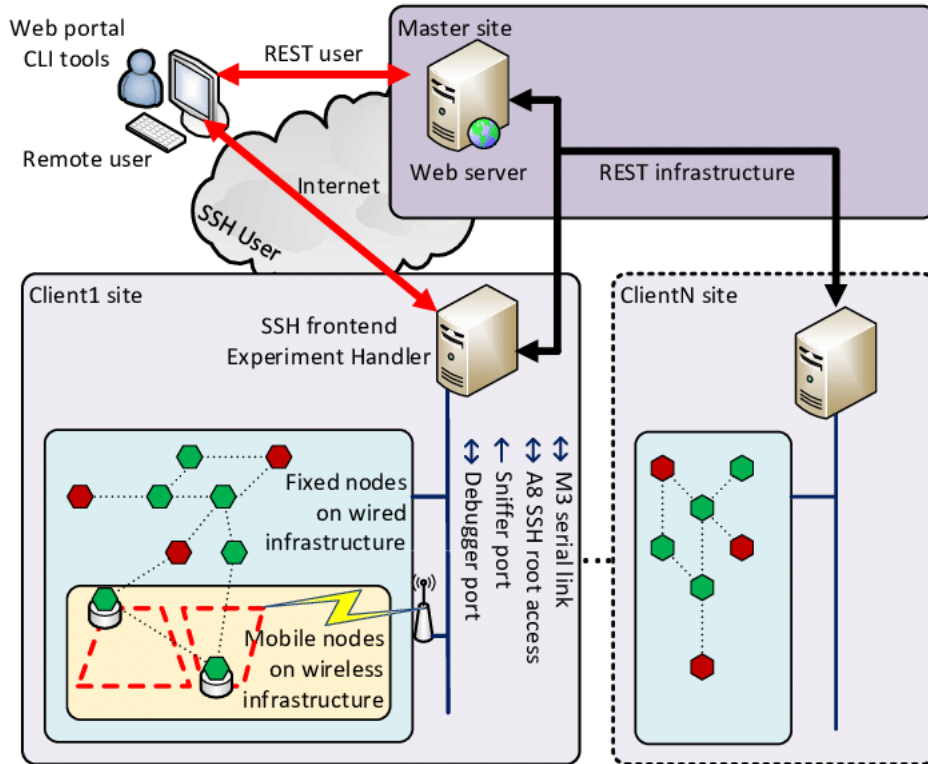 Web portal
CLI tools
REST user
Master site
Remote user
Web server
Internet
REST infrastructure
SSH User
Client1 site
SSH frontend
Experiment Handler
ClientN site
Fixed nodes
on wired
infrastructure
Debugger port
Sniffer port
A8 SSH root access
M3 serial link
Mobile nodes
on wireless
infrastructure